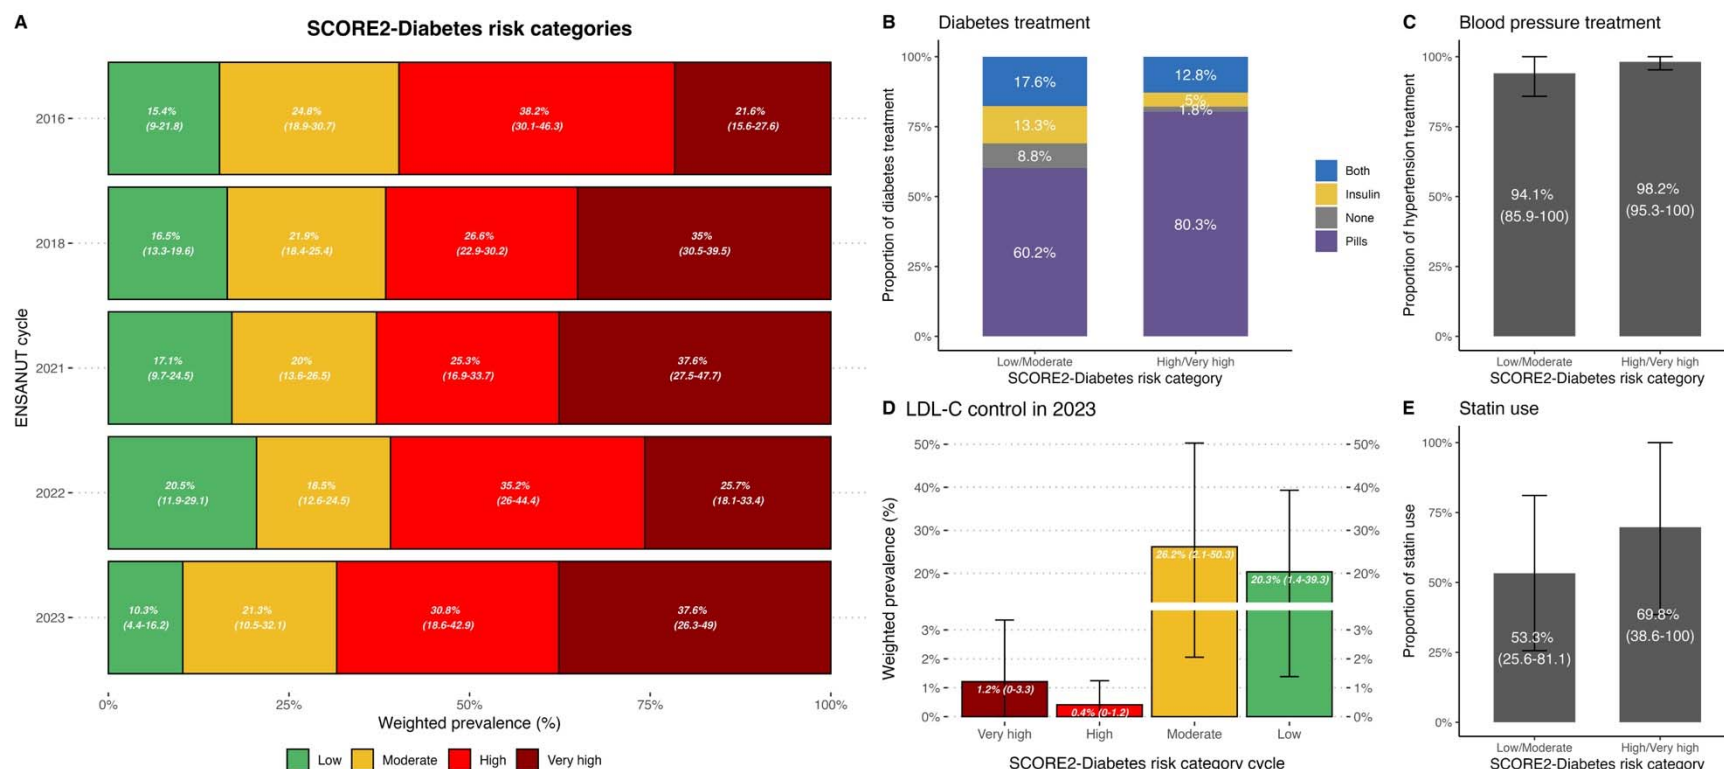 A
SCORE2-Diabetes risk categories
ENSANUT cycle
2016
15.4%
(9-21.8)
24.8%
(18.9-30.7)
38.2%
(30.1-46.3)
21.6%
(15.6-27.6)
2018
16.5%
(13.3-19.6)
21.9%
(18.4-25.4)
26.6%
(22.9-30.2)
35%
(30.5-39.5)
2021
17.1%
(9.7-24.5)
20%
(13.6-26.5)
25.3%
(16.9-33.7)
37.6%
(27.5-47.7)
2022
20.5%
(11.9-29.1)
18.5%
(12.6-24.5)
35.2%
(26-44.4)
25.7%
(18.1-33.4)
2023
10.3%
(4.4-16.2)
21.3%
(10.5-32.1)
30.8%
(18.6-42.9)
37.6%
(26.3-49)
0%
25%
50%
75%
100%
Weighted prevalence (%)
Low
Moderate
High
Very high
B Diabetes treatment
Proportion of diabetes treatment
100%
75%
50%
25%
0%
17.6%
13.3%
8.8%
60.2%
12.8%
5%
1.8%
80.3%
Low/Moderate
High/Very high
SCORE2-Diabetes risk category
Both
Insulin
None
Pills
C Blood pressure treatment
Proportion of hypertension treatment
100%
75%
50%
25%
0%
94.1%
(85.9-100)
98.2%
(95.3-100)
Low/Moderate
High/Very high
SCORE2-Diabetes risk category
D LDL-C control in 2023
Weighted prevalence (%)
50%
40%
30%
20%
3%
2%
1%
0%
1.2% (0-3.3)
0.4% (0-1.2)
26.2% (2.1-50.3)
20.3% (1.4-39.3)
50%
40%
30%
20%
3%
2%
1%
0%
Very high
High
Moderate
Low
SCORE2-Diabetes risk category cycle
E Statin use
Proportion of statin use
100%
75%
50%
25%
0%
53.3%
(25.6-81.1)
69.8%
(38.6-100)
Low/Moderate
High/Very high
SCORE2-Diabetes risk category